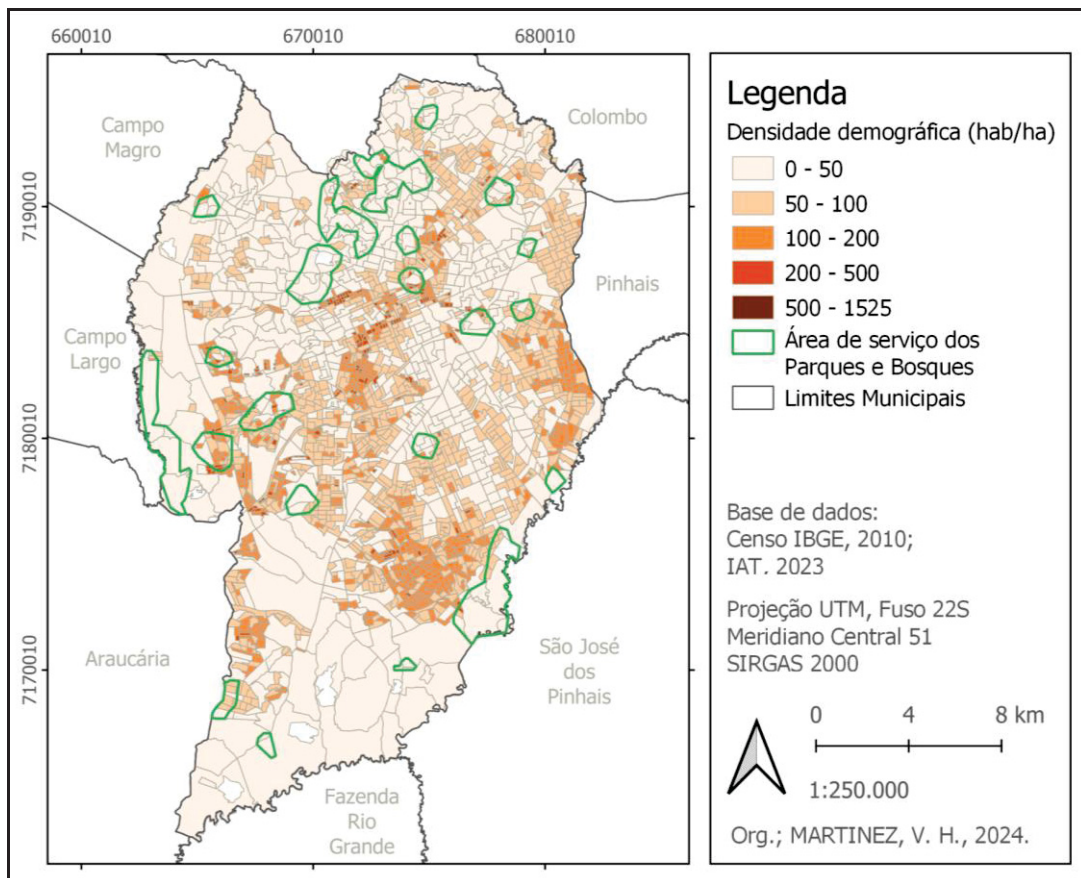 660010 670010 680010
7190010
7180010
7170010
Campo
Magro
Colombo
Pinhais
Campo
Largo
Araucária
São José
dos
Pinhais
Fazenda
Rio
Grande
Legenda
Densidade demográfica (hab/ha)
0 - 50
50 - 100
100 - 200
200 - 500
500 - 1525
Área de serviço dos
Parques e Bosques
Limites Municipais
Base de dados:
Censo IBGE, 2010;
IAT. 2023
Projeção UTM, Fuso 22S
Meridiano Central 51
SIRGAS 2000
0 4 8 km
1:250.000
Org.; MARTINEZ, V. H., 2024.